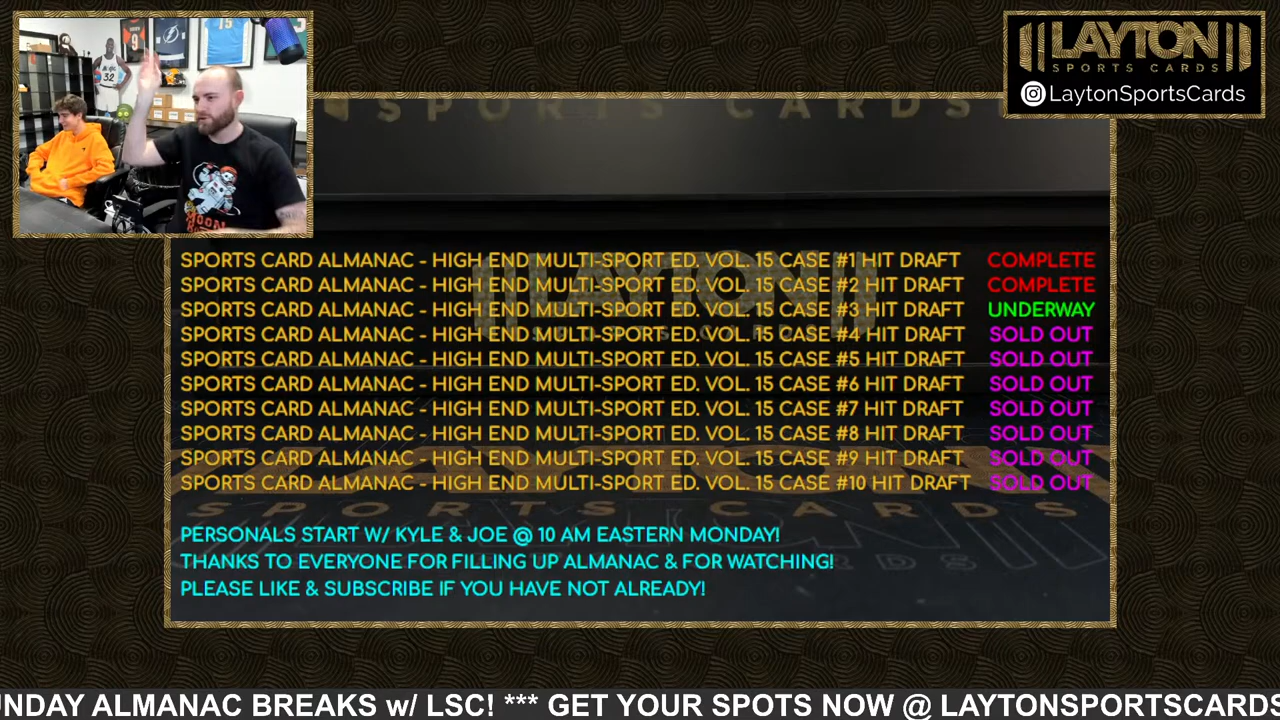 LAYTON
SPORTS CARDS
LaytonSportsCards
SPORTS CARDS
SPORTS CARD ALMANAC - HIGH END MULTI-SPORT ED. VOL. 15 CASE #1 HIT DRAFT COMPLETE
SPORTS CARD ALMANAC - HIGH END MULTI-SPORT ED. VOL. 15 CASE #2 HIT DRAFT COMPLETE
SPORTS CARD ALMANAC - HIGH END MULTI-SPORT ED. VOL. 15 CASE #3 HIT DRAFT UNDERWAY
SPORTS CARD ALMANAC - HIGH END MULTI-SPORT ED. VOL. 15 CASE #4 HIT DRAFT SOLD OUT
SPORTS CARD ALMANAC - HIGH END MULTI-SPORT ED. VOL. 15 CASE #5 HIT DRAFT SOLD OUT
SPORTS CARD ALMANAC - HIGH END MULTI-SPORT ED. VOL. 15 CASE #6 HIT DRAFT SOLD OUT
SPORTS CARD ALMANAC - HIGH END MULTI-SPORT ED. VOL. 15 CASE #7 HIT DRAFT SOLD OUT
SPORTS CARD ALMANAC - HIGH END MULTI-SPORT ED. VOL. 15 CASE #8 HIT DRAFT SOLD OUT
SPORTS CARD ALMANAC - HIGH END MULTI-SPORT ED. VOL. 15 CASE #9 HIT DRAFT SOLD OUT
SPORTS CARD ALMANAC - HIGH END MULTI-SPORT ED. VOL. 15 CASE #10 HIT DRAFT SOLD OUT
SPORTS CARDS
PERSONALS START W/ KYLE & JOE @ 10 AM EASTERN MONDAY!
THANKS TO EVERYONE FOR FILLING UP ALMANAC & FOR WATCHING!
PLEASE LIKE & SUBSCRIBE IF YOU HAVE NOT ALREADY!
UNDAY ALMANAC BREAKS w/ LSC! *** GET YOUR SPOTS NOW @ LAYTONSPORTSCARDS
9
15
32
MOON